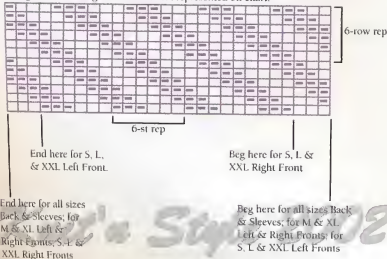 6-row rep
6-st rep
End here for S, L,
& XXL Left Front.
Beg here for S, L &
XXL Right Front
End here for all sizes
Back & Sleeves; for
M & XL Left &
Right Fronts; S, L &
XXL Right Fronts
Beg here for all sizes Back
& Sleeves; for M & XL
Left & Right Fronts; for
S, L & XXL Left Fronts